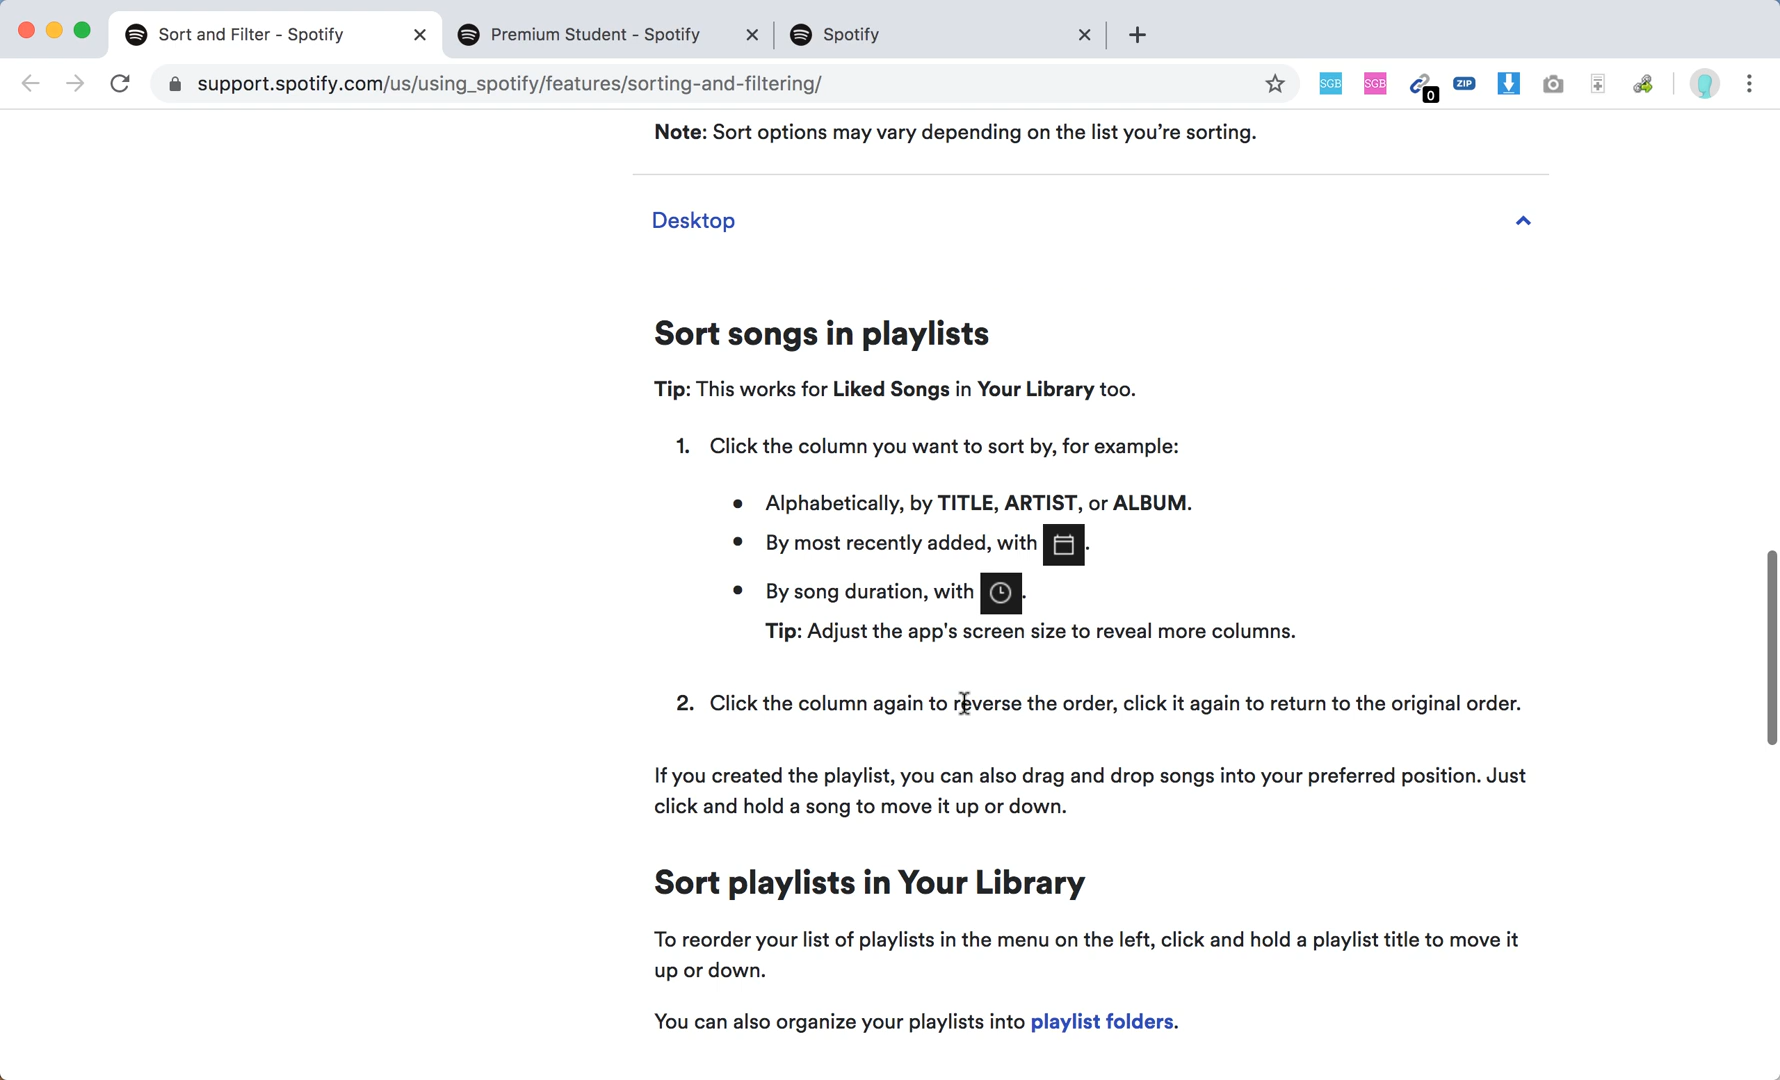 Sort and Filter - Spotify
Premium Student - Spotify
Spotify
support.spotify.com/us/using_spotify/features/sorting-and-filtering/
SGB
SGB
0
ZIP
Note: Sort options may vary depending on the list you’re sorting.
Desktop
Sort songs in playlists
Tip: This works for Liked Songs in Your Library too.
1. Click the column you want to sort by, for example:
• Alphabetically, by TITLE, ARTIST, or ALBUM.
• By most recently added, with .
• By song duration, with .
Tip: Adjust the app's screen size to reveal more columns.
2. Click the column again to reverse the order, click it again to return to the original order.
If you created the playlist, you can also drag and drop songs into your preferred position. Just
click and hold a song to move it up or down.
Sort playlists in Your Library
To reorder your list of playlists in the menu on the left, click and hold a playlist title to move it
up or down.
You can also organize your playlists into playlist folders.